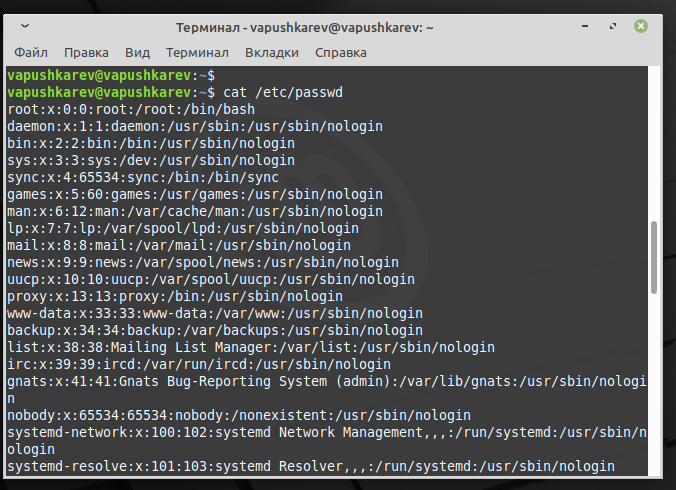 Терминал - vapushkarev@vapushkarev: ~
Файл Правка Вид Терминал Вкладки Справка
vapushkarev@vapushkarev:~$
vapushkarev@vapushkarev:~$ cat /etc/passwd
root:x:0:0:root:/root:/bin/bash
daemon:x:1:1:daemon:/usr/sbin:/usr/sbin/nologin
bin:x:2:2:bin:/bin:/usr/sbin/nologin
sys:x:3:3:sys:/dev:/usr/sbin/nologin
sync:x:4:65534:sync:/bin:/bin/sync
games:x:5:60:games:/usr/games:/usr/sbin/nologin
man:x:6:12:man:/var/cache/man:/usr/sbin/nologin
lp:x:7:7:lp:/var/spool/lpd:/usr/sbin/nologin
mail:x:8:8:mail:/var/mail:/usr/sbin/nologin
news:x:9:9:news:/var/spool/news:/usr/sbin/nologin
uucp:x:10:10:uucp:/var/spool/uucp:/usr/sbin/nologin
proxy:x:13:13:proxy:/bin:/usr/sbin/nologin
www-data:x:33:33:www-data:/var/www:/usr/sbin/nologin
backup:x:34:34:backup:/var/backups:/usr/sbin/nologin
list:x:38:38:Mailing List Manager:/var/list:/usr/sbin/nologin
irc:x:39:39:ircd:/var/run/ircd:/usr/sbin/nologin
gnats:x:41:41:Gnats Bug-Reporting System (admin):/var/lib/gnats:/usr/sbin/nologi
n
nobody:x:65534:65534:nobody:/nonexistent:/usr/sbin/nologin
systemd-network:x:100:102:systemd Network Management,,,:/run/systemd:/usr/sbin/n
ologin
systemd-resolve:x:101:103:systemd Resolver,,,:/run/systemd:/usr/sbin/nologin